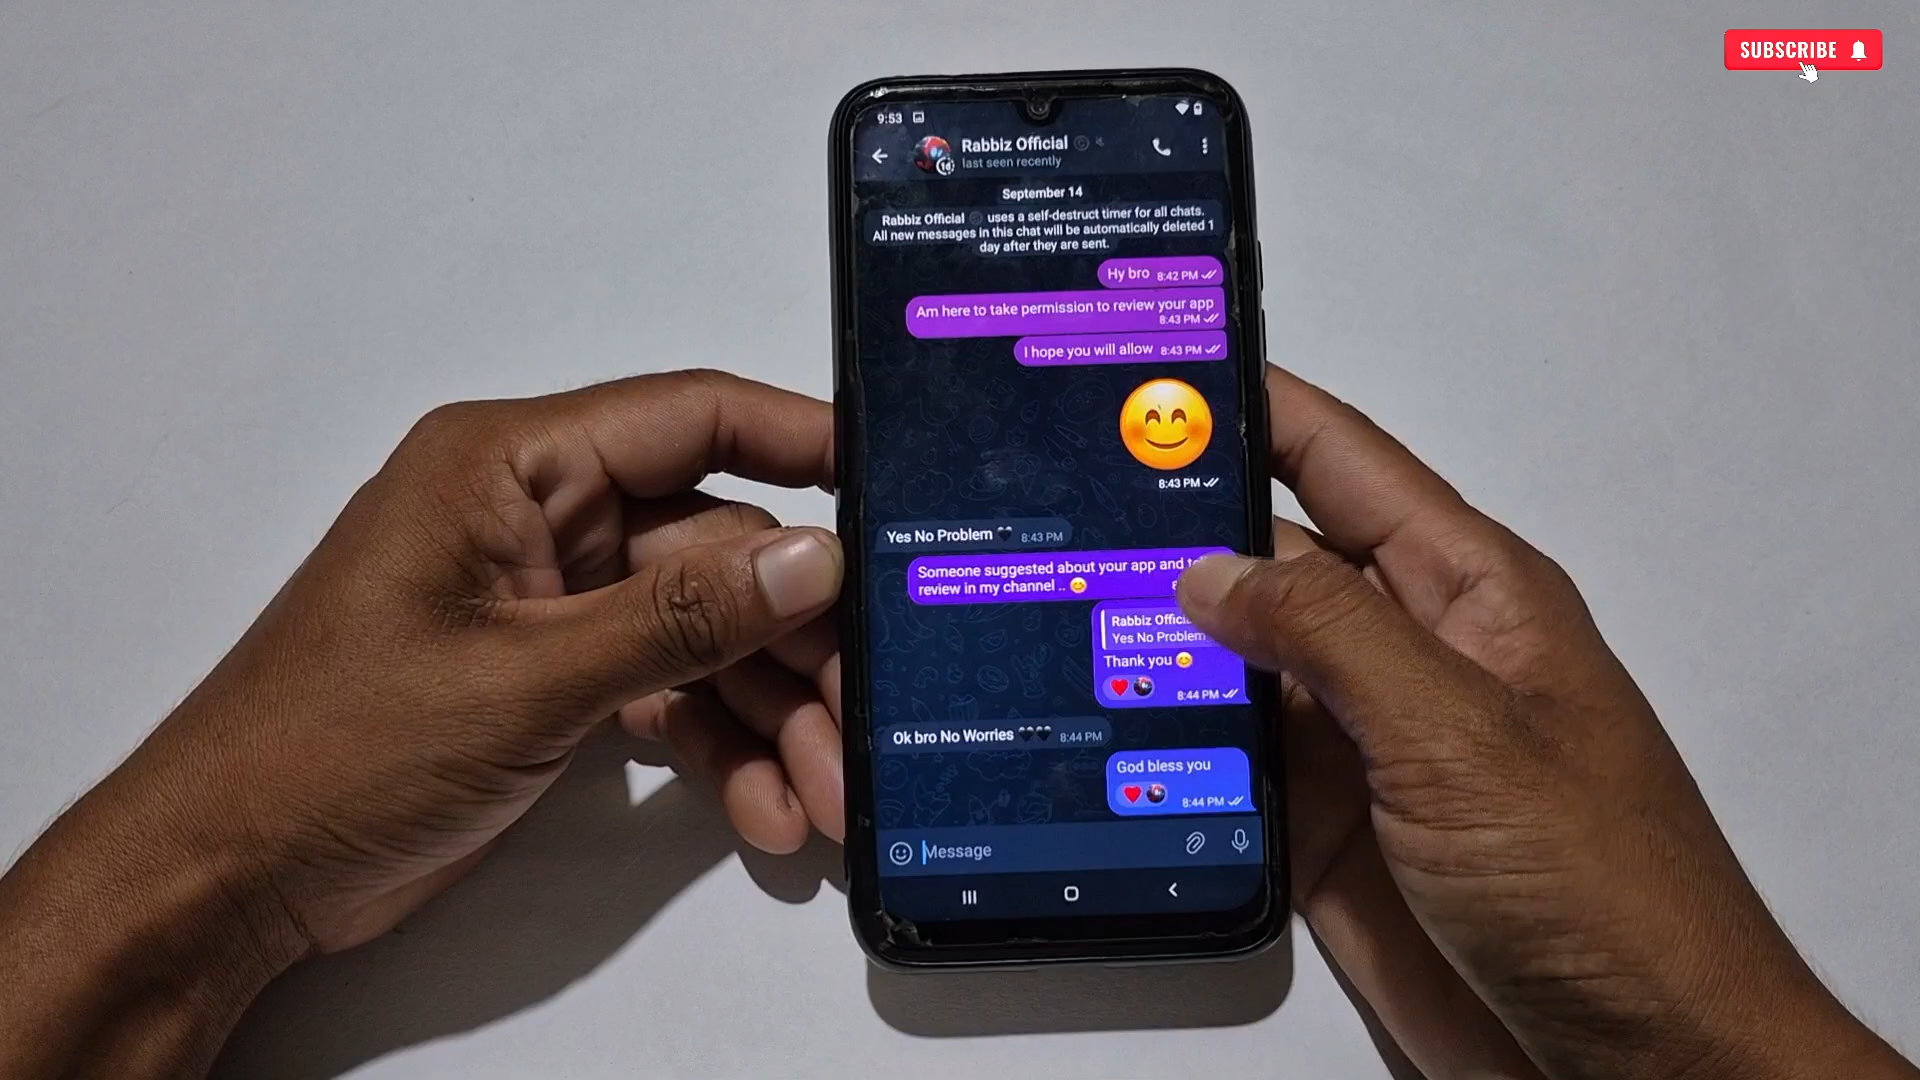 SUBSCRIBE
9:53
Rabbiz Official
last seen recently
September 14
Rabbiz Official uses a self-destruct timer for all chats.
All new messages in this chat will be automatically deleted 1
day after they are sent.
Hy bro 8:42 PM
Am here to take permission to review your app
8:43 PM
I hope you will allow 8:43 PM
8:43 PM
Yes No Problem 🖤 8:43 PM
Someone suggested about your app and
review in my channel .. 😊
Rabbiz
Yes No Problem
Thank you 😊
8:44 PM
Ok bro No Worries 🖤🖤 8:44 PM
God bless you
8:44 PM
Message